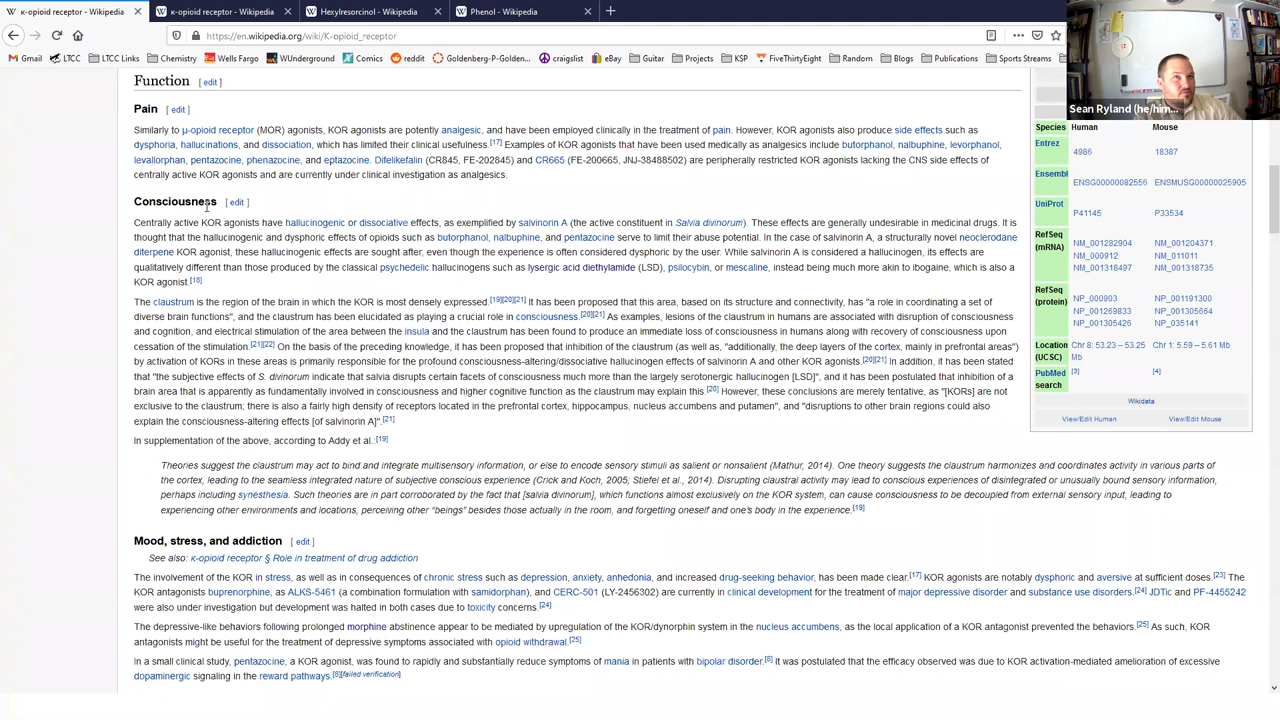 κ-opioid receptor - Wikipedia
κ-opioid receptor - Wikipedia
Hexylresorcinol - Wikipedia
Phenol - Wikipedia
https://en.wikipedia.org/wiki/K-opioid_receptor
Gmail LTCC LTCC Links Chemistry Wells Fargo WUnderground Comics reddit Goldenberg-P-Golden... craigslist eBay Guitar Projects KSP FiveThirtyEight Random Blogs Publications Sports Streams
Sean Ryland (he/him...
Function [ edit ]
Pain [ edit ]
Similarly to μ-opioid receptor (MOR) agonists, KOR agonists are potently analgesic, and have been employed clinically in the treatment of pain. However, KOR agonists also produce side effects such as
dysphoria, hallucinations, and dissociation, which has limited their clinical usefulness.[17] Examples of KOR agonists that have been used medically as analgesics include butorphanol, nalbuphine, levorphanol,
levallorphan, pentazocine, phenazocine, and eptazocine. Difelikefalin (CR845, FE-202845) and CR665 (FE-200665, JNJ-38488502) are peripherally restricted KOR agonists lacking the CNS side effects of
centrally active KOR agonists and are currently under clinical investigation as analgesics.
Consciousness [ edit ]
Centrally active KOR agonists have hallucinogenic or dissociative effects, as exemplified by salvinorin A (the active constituent in Salvia divinorum). These effects are generally undesirable in medicinal drugs. It is
thought that the hallucinogenic and dysphoric effects of opioids such as butorphanol, nalbuphine, and pentazocine serve to limit their abuse potential. In the case of salvinorin A, a structurally novel neoclerodane
diterpene KOR agonist, these hallucinogenic effects are sought after, even though the experience is often considered dysphoric by the user. While salvinorin A is considered a hallucinogen, its effects are
qualitatively different than those produced by the classical psychedelic hallucinogens such as lysergic acid diethylamide (LSD), psilocybin, or mescaline, instead being much more akin to ibogaine, which is also a
KOR agonist.[18]
The claustrum is the region of the brain in which the KOR is most densely expressed.[19][20][21] It has been proposed that this area, based on its structure and connectivity, has "a role in coordinating a set of
diverse brain functions", and the claustrum has been elucidated as playing a crucial role in consciousness.[20][21] As examples, lesions of the claustrum in humans are associated with disruption of consciousness
and cognition, and electrical stimulation of the area between the insula and the claustrum has been found to produce an immediate loss of consciousness in humans along with recovery of consciousness upon
cessation of the stimulation.[21][22] On the basis of the preceding knowledge, it has been proposed that inhibition of the claustrum (as well as, "additionally, the deep layers of the cortex, mainly in prefrontal areas")
by activation of KORs in these areas is primarily responsible for the profound consciousness-altering/dissociative hallucinogen effects of salvinorin A and other KOR agonists.[20][21] In addition, it has been stated
that "the subjective effects of S. divinorum indicate that salvia disrupts certain facets of consciousness much more than the largely serotonergic hallucinogen [LSD]", and it has been postulated that inhibition of a
brain area that is apparently as fundamentally involved in consciousness and higher cognitive function as the claustrum may explain this.[20] However, these conclusions are merely tentative, as "[KORs] are not
exclusive to the claustrum; there is also a fairly high density of receptors located in the prefrontal cortex, hippocampus, nucleus accumbens and putamen", and "disruptions to other brain regions could also
explain the consciousness-altering effects [of salvinorin A]".[21]
In supplementation of the above, according to Addy et al.:[19]
Theories suggest the claustrum may act to bind and integrate multisensory information, or else to encode sensory stimuli as salient or nonsalient (Mathur, 2014). One theory suggests the claustrum harmonizes and coordinates activity in various parts of
the cortex, leading to the seamless integrated nature of subjective conscious experience (Crick and Koch, 2005; Stiefel et al., 2014). Disrupting claustral activity may lead to conscious experiences of disintegrated or unusually bound sensory information,
perhaps including synesthesia. Such theories are in part corroborated by the fact that [salvia divinorum], which functions almost exclusively on the KOR system, can cause consciousness to be decoupled from external sensory input, leading to
experiencing other environments and locations, perceiving other "beings" besides those actually in the room, and forgetting oneself and one's body in the experience.[19]
Mood, stress, and addiction [ edit ]
See also: κ-opioid receptor § Role in treatment of drug addiction
The involvement of the KOR in stress, as well as in consequences of chronic stress such as depression, anxiety, anhedonia, and increased drug-seeking behavior, has been made clear.[17] KOR agonists are notably dysphoric and aversive at sufficient doses.[23] The
KOR antagonists buprenorphine, as ALKS-5461 (a combination formulation with samidorphan), and CERC-501 (LY-2456302) are currently in clinical development for the treatment of major depressive disorder and substance use disorders.[24] JDTic and PF-4455242
were also under investigation but development was halted in both cases due to toxicity concerns.[24]
The depressive-like behaviors following prolonged morphine abstinence appear to be mediated by upregulation of the KOR/dynorphin system in the nucleus accumbens, as the local application of a KOR antagonist prevented the behaviors.[25] As such, KOR
antagonists might be useful for the treatment of depressive symptoms associated with opioid withdrawal.[25]
In a small clinical study, pentazocine, a KOR agonist, was found to rapidly and substantially reduce symptoms of mania in patients with bipolar disorder.[8] It was postulated that the efficacy observed was due to KOR activation-mediated amelioration of excessive
dopaminergic signaling in the reward pathways.[8][failed verification]
Species Human Mouse
Entrez 4986 18387
Ensembl ENSG00000082556 ENSMUSG00000025905
UniProt P41145 P33534
RefSeq (mRNA)
NM_001282904 NM_001204371
NM_000912 NM_011011
NM_001318497 NM_001318735
RefSeq (protein)
NP_000903 NP_001191300
NP_001269833 NP_001305664
NP_001305426 NP_035141
Location (UCSC) Chr 8: 53.23 – 53.25 Mb Chr 1: 5.59 – 5.61 Mb
PubMed search [3] [4]
Wikidata
View/Edit Human View/Edit Mouse